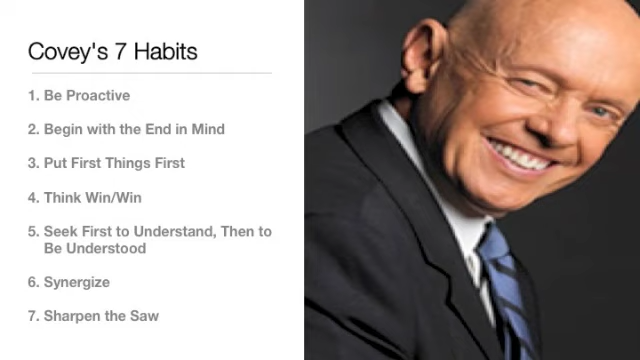 Covey's 7 Habits
1. Be Proactive
2. Begin with the End in Mind
3. Put First Things First
4. Think Win/Win
5. Seek First to Understand, Then to
Be Understood
6. Synergize
7. Sharpen the Saw